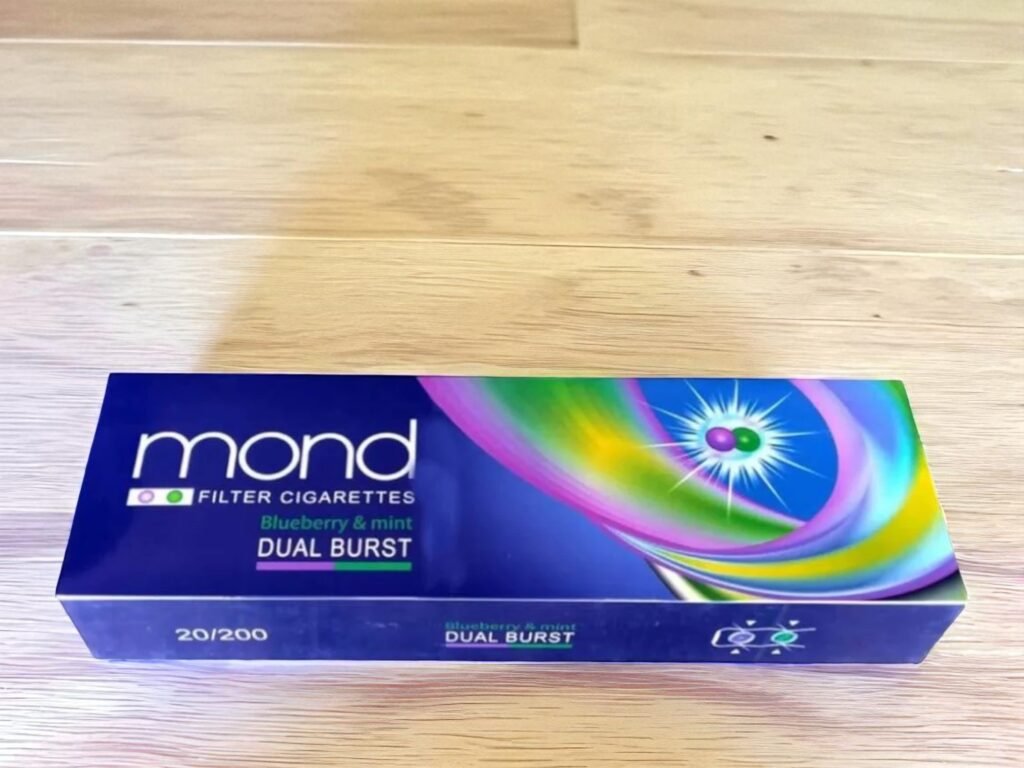 mond
FILTER CIGARETTES
Blueberry & mint
DUAL BURST
20/200
Blueberry & mint
DUAL BURST